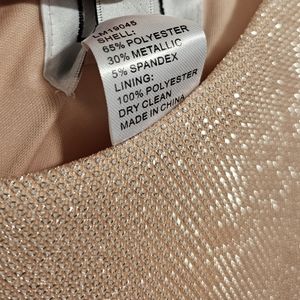 LM19045
SHELL:
65% POLYESTER
30% METALLIC
5% SPANDEX
LINING:
100% POLYESTER
DRY CLEAN
MADE IN CHINA